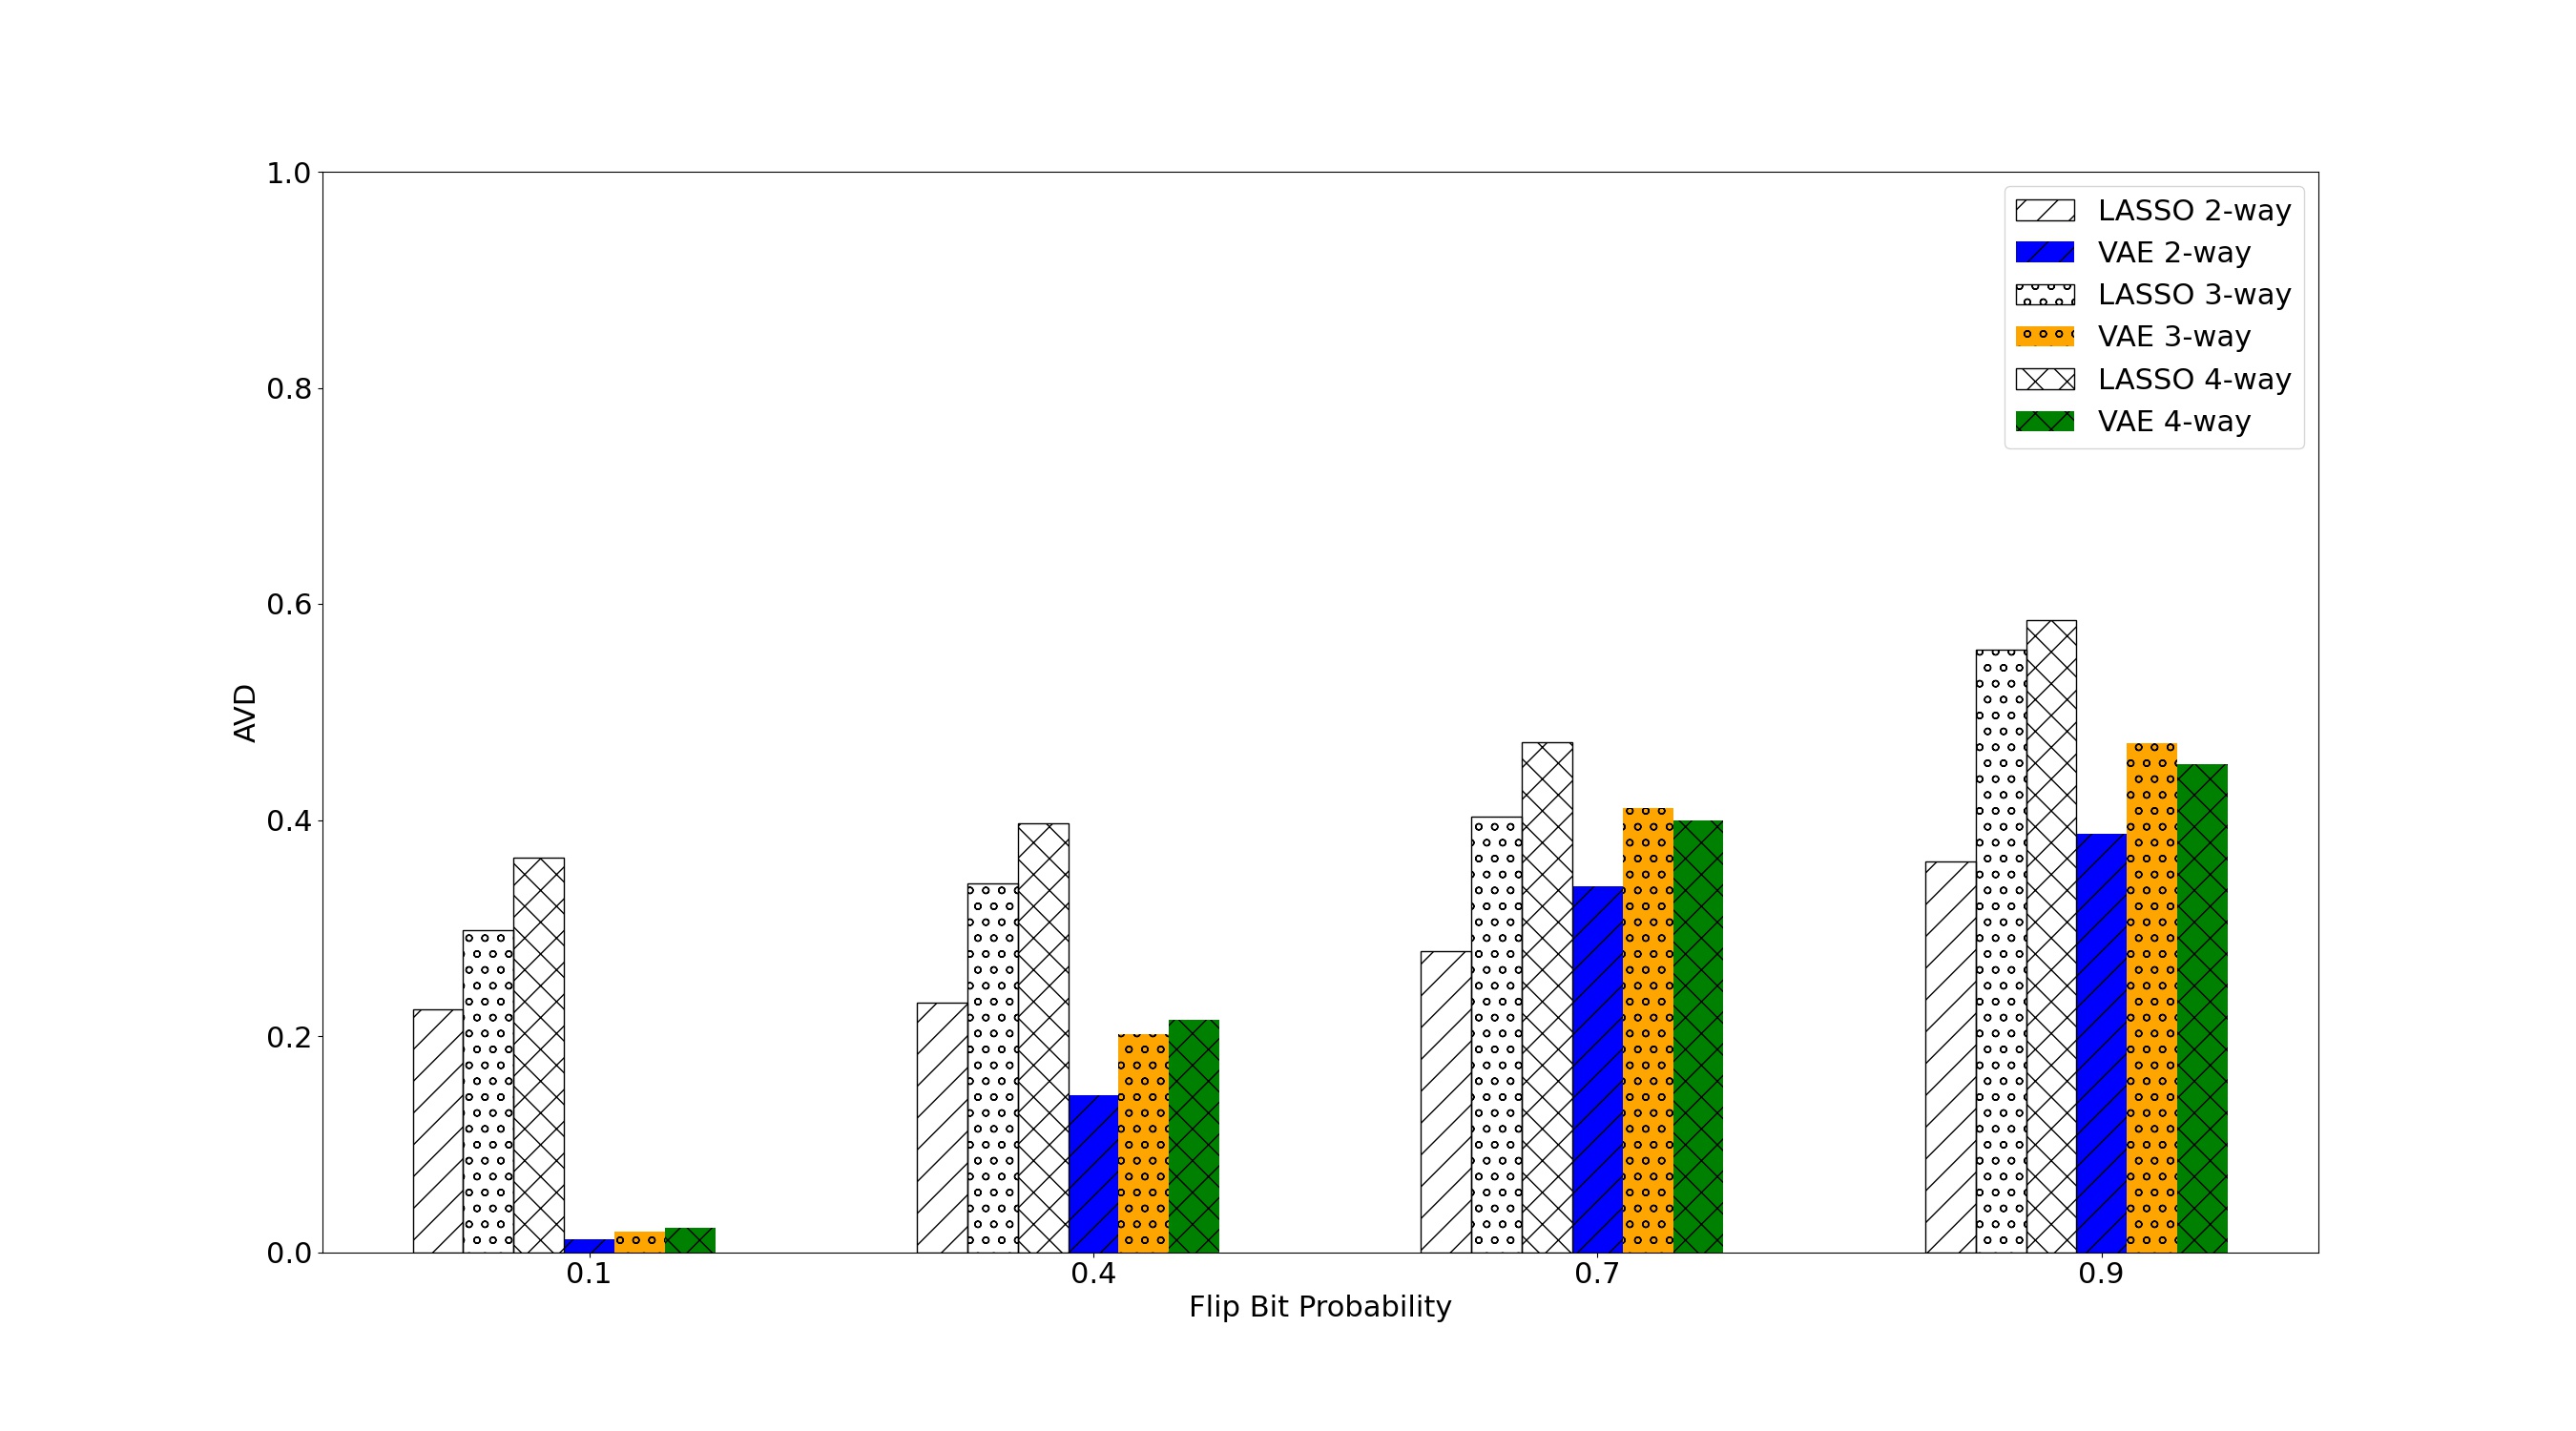 1.0
0.8
0.6
0.4
0.2
0.0
AVD
LASSO 2-way
VAE 2-way
LASSO 3-way
VAE 3-way
LASSO 4-way
VAE 4-way
0.1
0.4
0.7
0.9
Flip Bit Probability